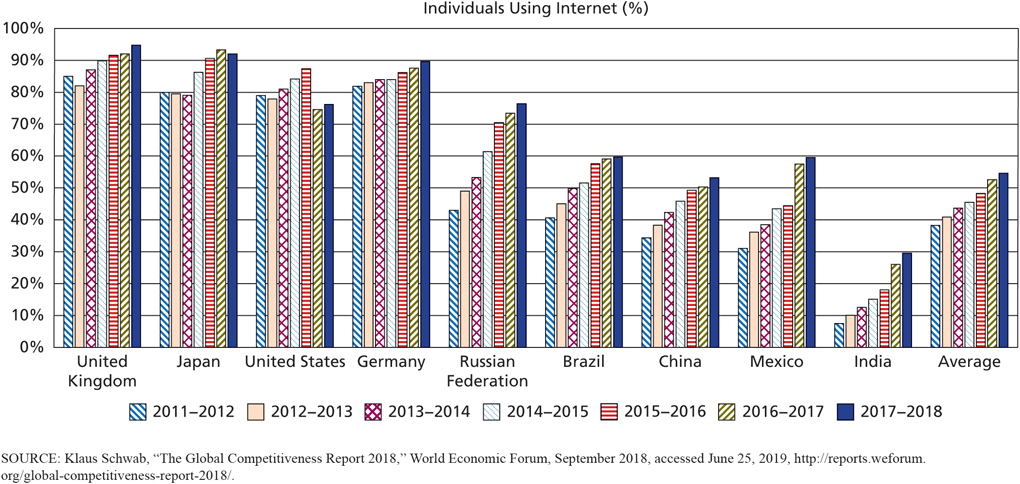 Individuals Using Internet (%)
100%
90%
80%
70%
60%
50%
40%
30%
20%
10%
0%
United Kingdom
Japan
United States
Germany
Russian Federation
Brazil
China
Mexico
India
Average
2011–2012 2012–2013 2013–2014 2014–2015 2015–2016 2016–2017 2017–2018
SOURCE: Klaus Schwab, “The Global Competitiveness Report 2018,” World Economic Forum, September 2018, accessed June 25, 2019, http://reports.weforum.
org/global-competitiveness-report-2018/.